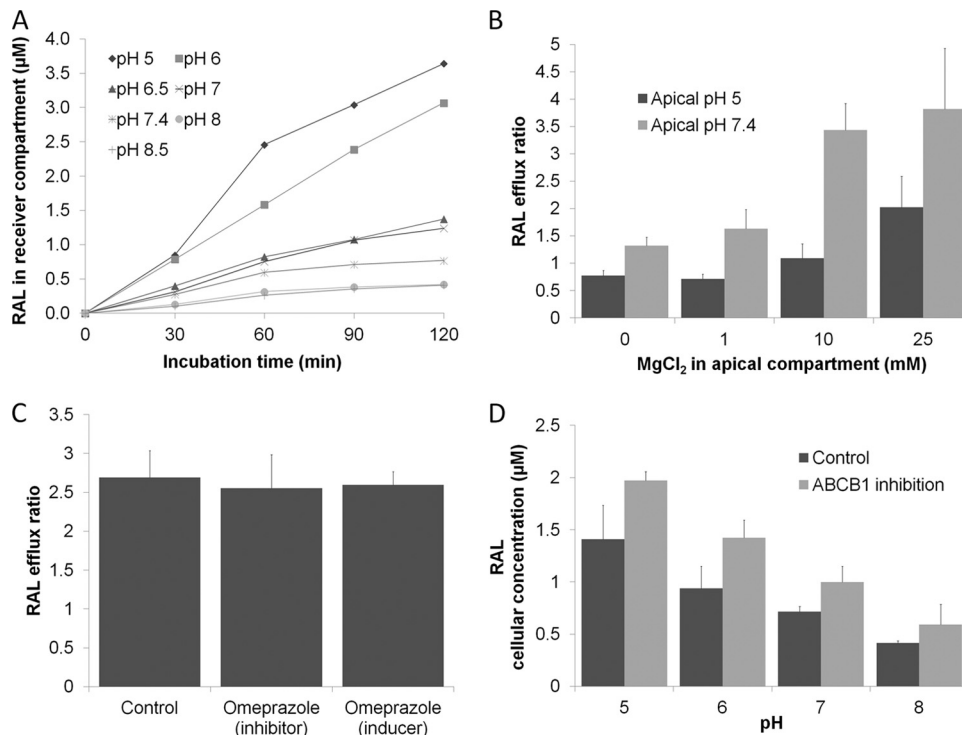 A
RAL in receiver compartment (µM)
4.0
3.5
3.0
2.5
2.0
1.5
1.0
0.5
0.0
pH 5
pH 6
pH 6.5
pH 7
pH 7.4
pH 8
pH 8.5
0
30
60
90
120
Incubation time (min)
B
RAL efflux ratio
5
4.5
4
3.5
3
2.5
2
1.5
1
0.5
0
Apical pH 5
Apical pH 7.4
0
1
10
25
MgCl₂ in apical compartment (mM)
C
RAL efflux ratio
3.5
3
2.5
2
1.5
1
0.5
0
Control
Omeprazole
(inhibitor)
Omeprazole
(inducer)
D
RAL
cellular concentration (µM)
2.5
2
1.5
1
0.5
0
Control
ABCB1 inhibition
5
6
7
8
pH